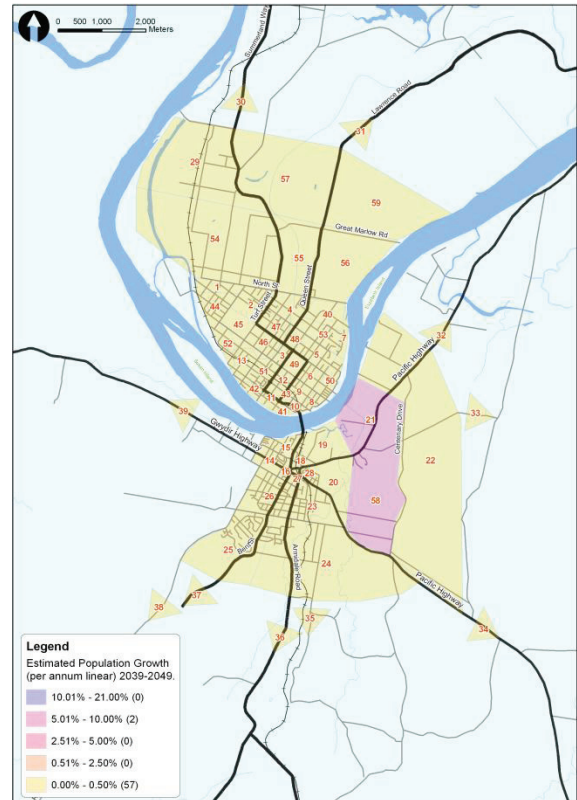 0 500 1,000 2,000
Meters
Summerland Way
Lawrence Road
30
31
29
57
59
54
Great Marlow Rd
55
56
North St
Turf Street
Queen Street
1
2
4
40
44
45
47
53
7
46
48
52
3
5
13
51
49
12
6
42
43
9
50
11
10
8
41
32
Pacific Highway
39
Gwydir Highway
21
33
Centenary Drive
15
19
14
18
16
28
27
20
22
26
23
58
25
Bent St
Armidale Road
24
Pacific Highway
37
38
35
36
34
Legend
Estimated Population Growth
(per annum linear) 2039-2049.
10.01% - 21.00% (0)
5.01% - 10.00% (2)
2.51% - 5.00% (0)
0.51% - 2.50% (0)
0.00% - 0.50% (57)